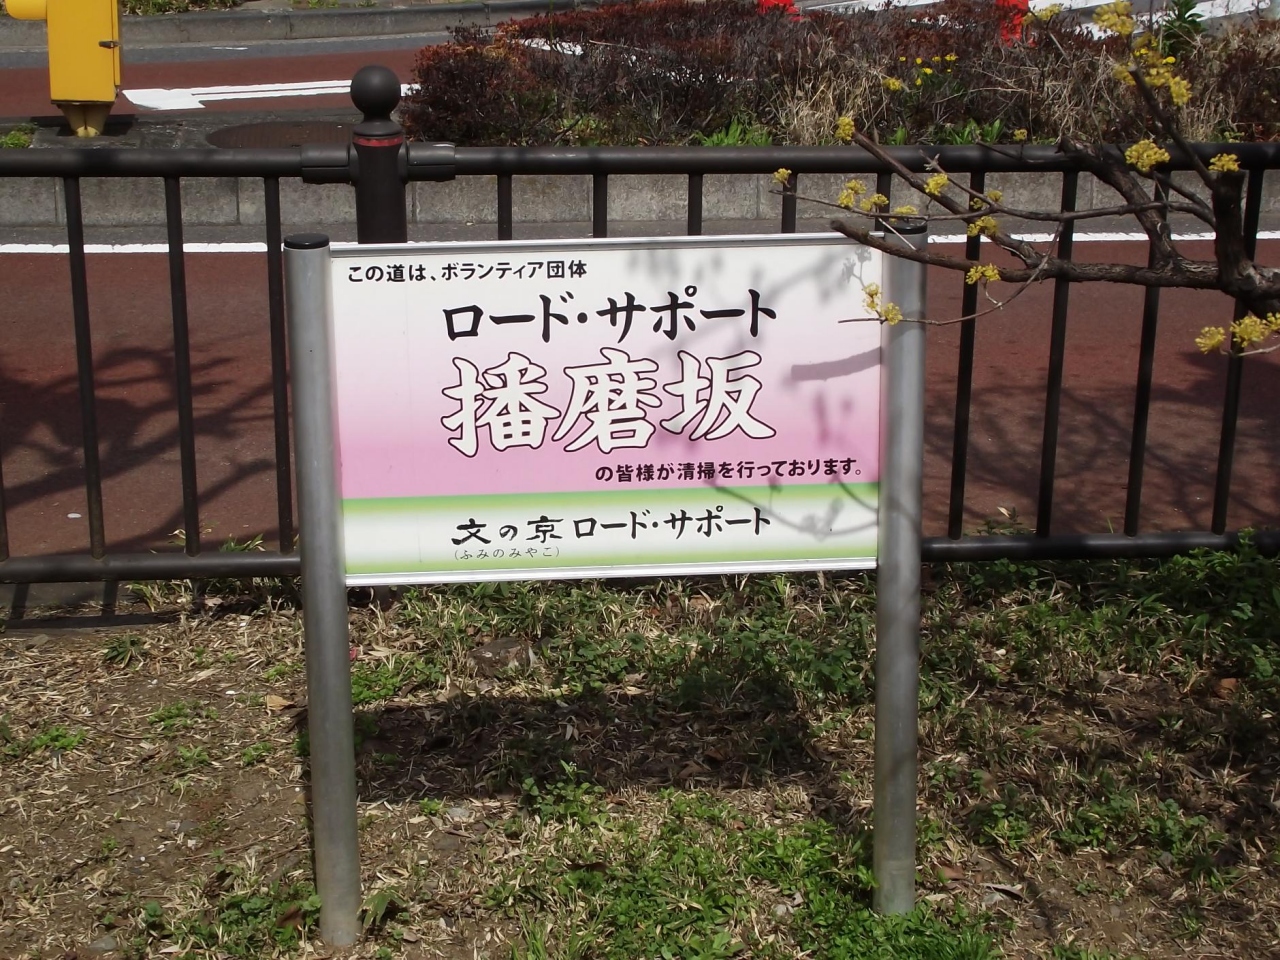 この道は、ボランティア団体
ロード・サポート
播磨坂
の皆様が清掃を行っております。
文の京ロード・サポート
(ふみのみやこ)